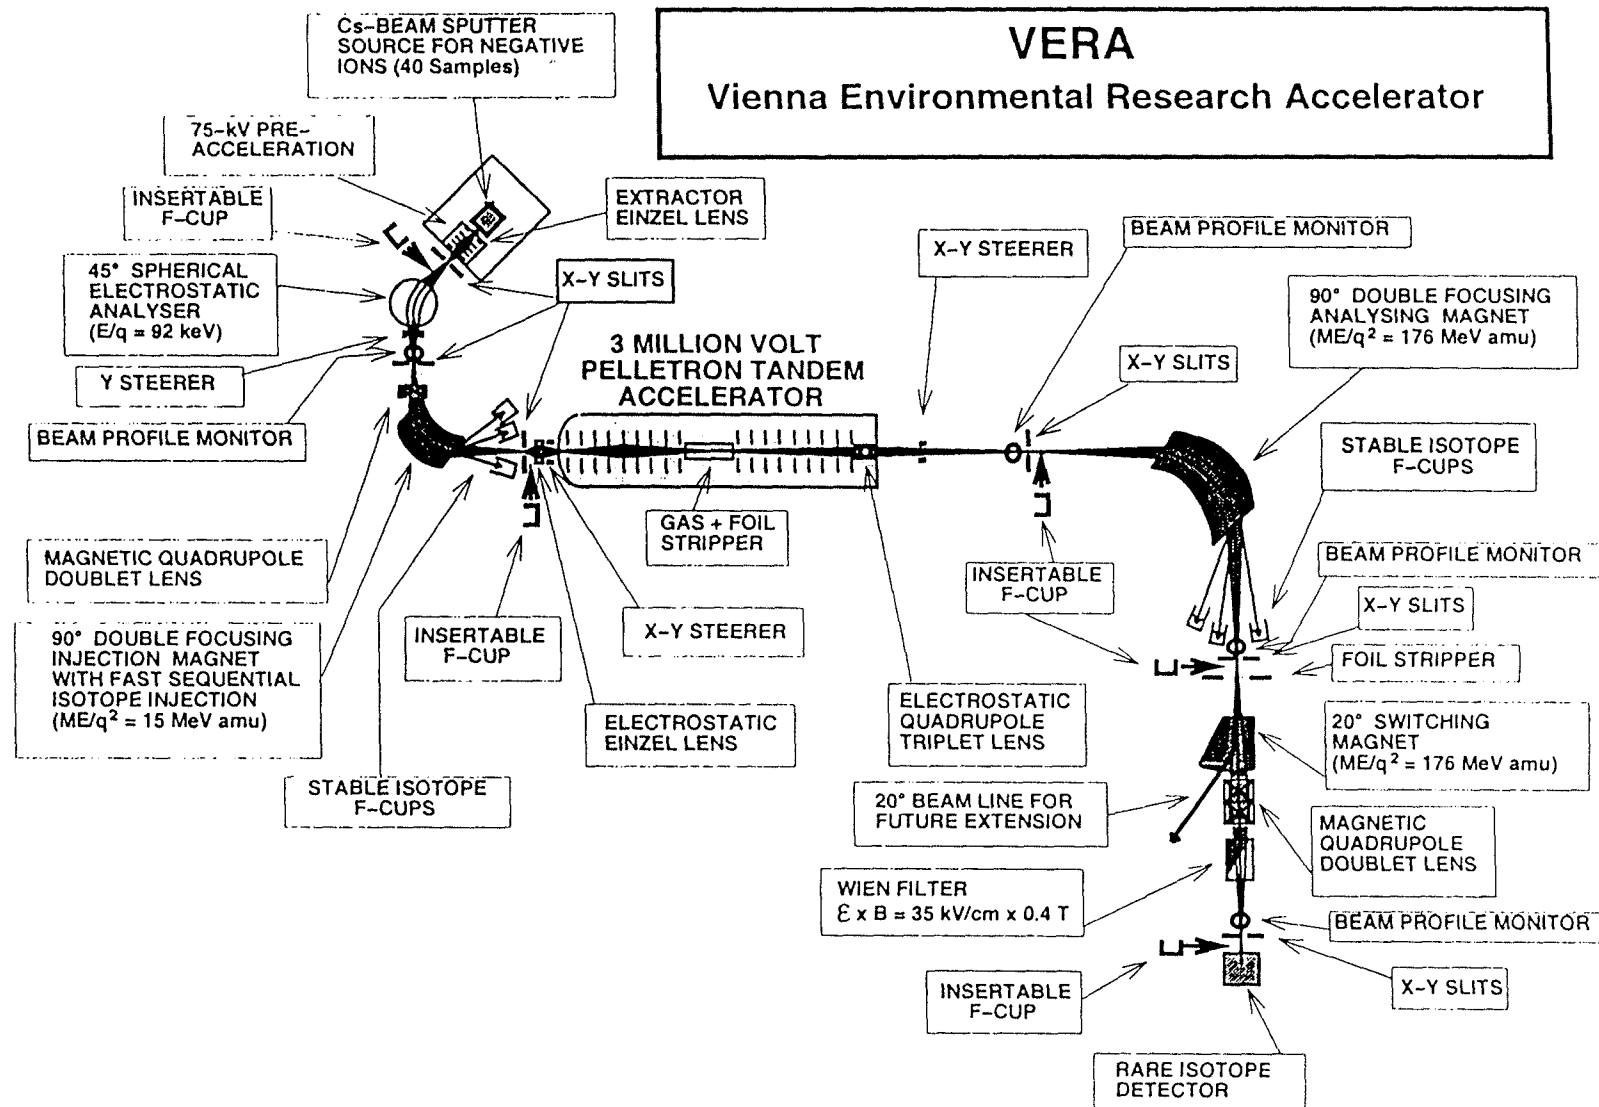 VERA
Vienna Environmental Research Accelerator
Cs-BEAM SPUTTER
SOURCE FOR NEGATIVE
IONS (40 Samples)
75-kV PRE-
ACCELERATION
INSERTABLE
F-CUP
EXTRACTOR
EINZEL LENS
45° SPHERICAL
ELECTROSTATIC
ANALYSER
(E/q = 92 keV)
X-Y SLITS
Y STEERER
BEAM PROFILE MONITOR
3 MILLION VOLT
PELLETRON TANDEM
ACCELERATOR
X-Y STEERER
BEAM PROFILE MONITOR
X-Y SLITS
90° DOUBLE FOCUSING
ANALYSING MAGNET
(ME/q² = 176 MeV amu)
STABLE ISOTOPE
F-CUPS
MAGNETIC QUADRUPOLE
DOUBLET LENS
90° DOUBLE FOCUSING
INJECTION MAGNET
WITH FAST SEQUENTIAL
ISOTOPE INJECTION
(ME/q² = 15 MeV amu)
STABLE ISOTOPE
F-CUPS
INSERTABLE
F-CUP
GAS + FOIL
STRIPPER
X-Y STEERER
ELECTROSTATIC
EINZEL LENS
ELECTROSTATIC
QUADRUPOLE
TRIPLET LENS
INSERTABLE
F-CUP
BEAM PROFILE MONITOR
X-Y SLITS
FOIL STRIPPER
20° SWITCHING
MAGNET
(ME/q² = 176 MeV amu)
20° BEAM LINE FOR
FUTURE EXTENSION
MAGNETIC
QUADRUPOLE
DOUBLET LENS
WIEN FILTER
Ɛ x B = 35 kV/cm x 0.4 T
BEAM PROFILE MONITOR
INSERTABLE
F-CUP
X-Y SLITS
RARE ISOTOPE
DETECTOR